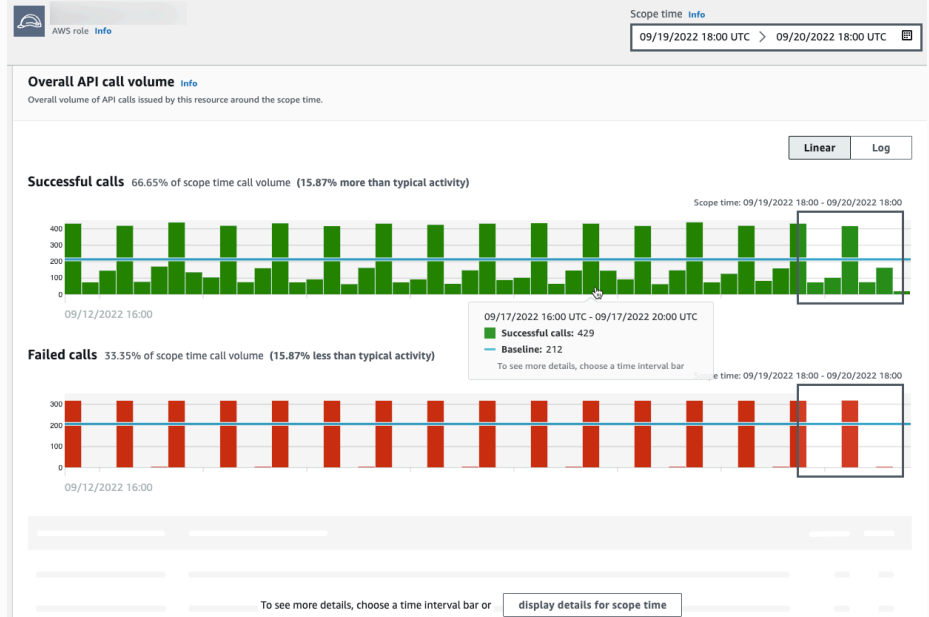 Scope time Info
AWS role Info
09/19/2022 18:00 UTC > 09/20/2022 18:00 UTC
Overall API call volume Info
Overall volume of API calls issued by this resource around the scope time.
Linear Log
Successful calls 66.65% of scope time call volume (15.87% more than typical activity)
Scope time: 09/19/2022 18:00 - 09/20/2022 18:00
400
300
200
100
0
09/12/2022 16:00
09/17/2022 16:00 UTC - 09/17/2022 20:00 UTC
Successful calls: 429
Baseline: 212
To see more details, choose a time interval bar
Failed calls 33.35% of scope time call volume (15.87% less than typical activity)
e time: 09/19/2022 18:00 - 09/20/2022 18:00
300
200
100
0
09/12/2022 16:00
To see more details, choose a time interval bar or display details for scope time